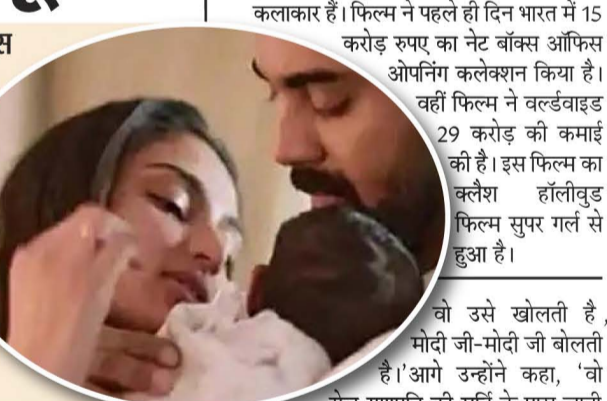 स
कलाकार हैं। फिल्म ने पहले ही दिन भारत में 15
करोड़ रुपए का नेट बॉक्स ऑफिस
ओपनिंग कलेक्शन किया है।
वहीं फिल्म ने वर्ल्डवाइड
29 करोड़ की कमाई
की है। इस फिल्म का
क्लैश हॉलीवुड
फिल्म सुपर गर्ल से
हुआ है।
वो उसे खोलती है,
मोदी जी-मोदी जी बोलती
है।’आगे उन्होंने कहा, ‘वो